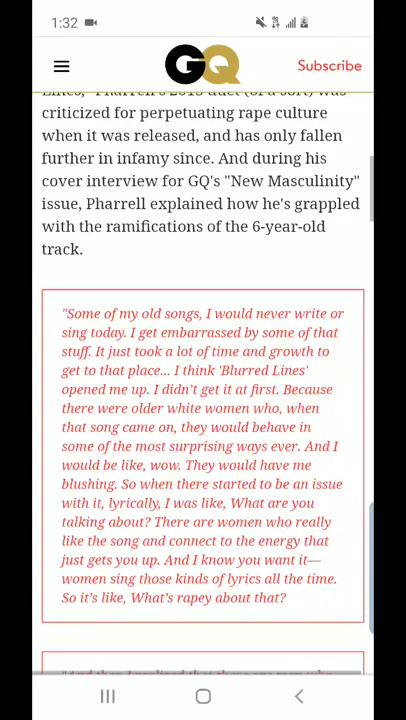 1:32
GQ
Subscribe
criticized for perpetuating rape culture
when it was released, and has only fallen
further in infamy since. And during his
cover interview for GQ's "New Masculinity"
issue, Pharrell explained how he's grappled
with the ramifications of the 6-year-old
track.
"Some of my old songs, I would never write or
sing today. I get embarrassed by some of that
stuff. It just took a lot of time and growth to
get to that place... I think 'Blurred Lines'
opened me up. I didn’t get it at first. Because
there were older white women who, when
that song came on, they would behave in
some of the most surprising ways ever. And I
would be like, wow. They would have me
blushing. So when there started to be an issue
with it, lyrically, I was like, What are you
talking about? There are women who really
like the song and connect to the energy that
just gets you up. And I know you want it—
women sing those kinds of lyrics all the time.
So it’s like, What’s rapey about that?